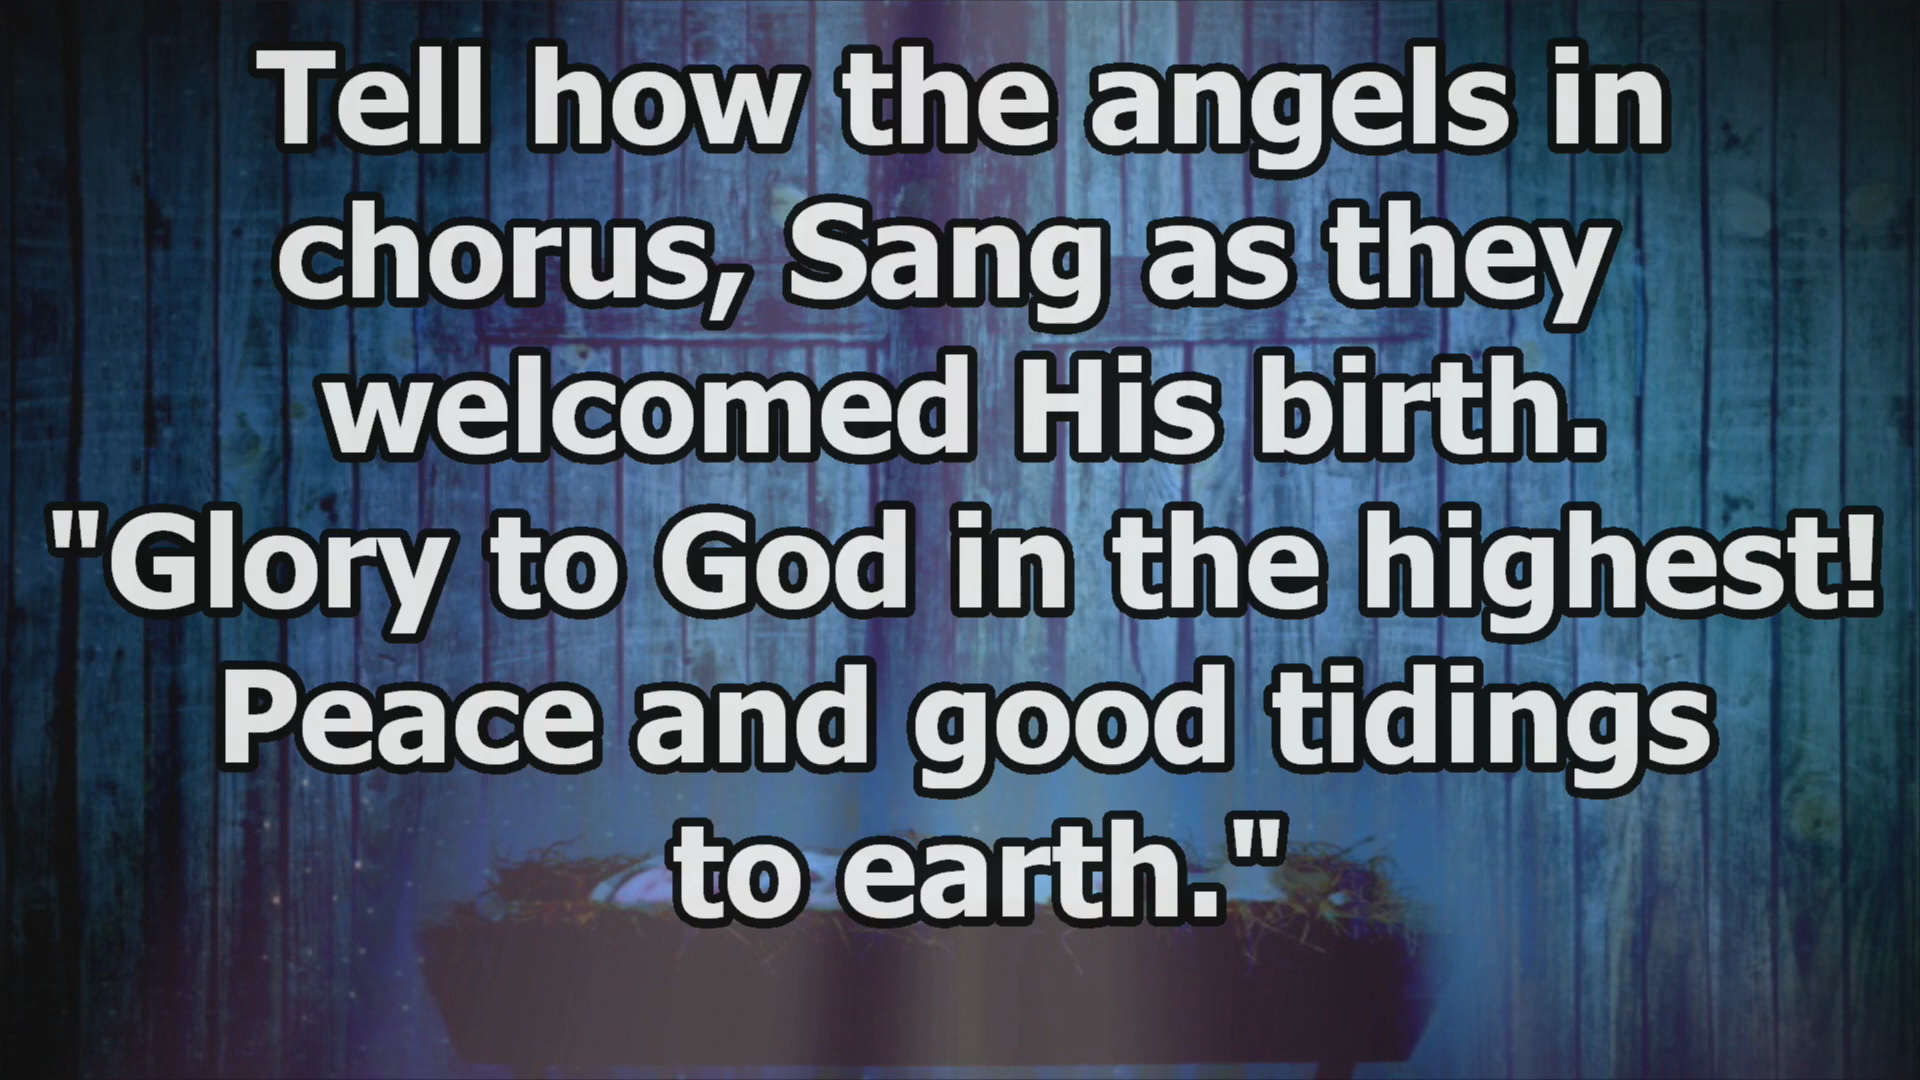 Tell how the angels in
chorus, Sang as they
welcomed His birth.
"Glory to God in the highest!
Peace and good tidings
to earth."